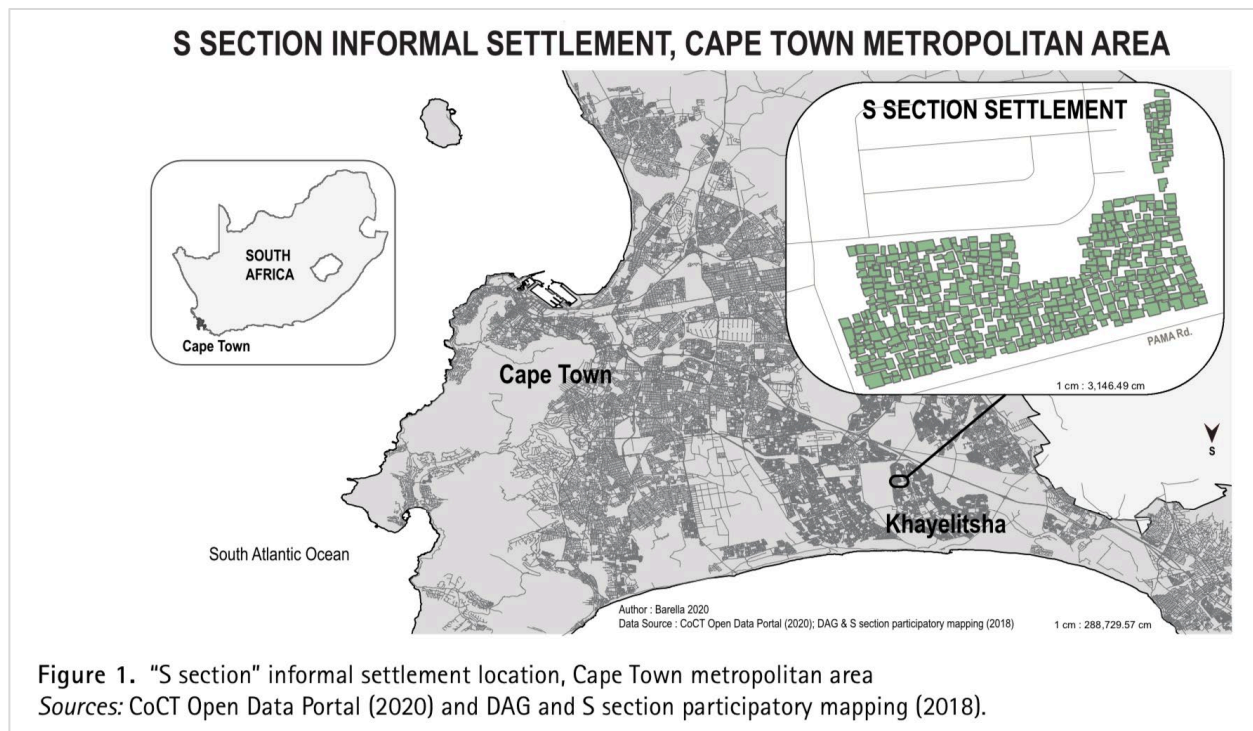 S SECTION INFORMAL SETTLEMENT, CAPE TOWN METROPOLITAN AREA
S SECTION SETTLEMENT
PAMA Rd.
1 cm : 3,146.49 cm
SOUTH
AFRICA
Cape Town
Cape Town
S
Khayelitsha
South Atlantic Ocean
Author : Barella 2020
Data Source : CoCT Open Data Portal (2020); DAG & S section participatory mapping (2018)
1 cm : 288,729.57 cm
Figure 1. “S section” informal settlement location, Cape Town metropolitan area
Sources: CoCT Open Data Portal (2020) and DAG and S section participatory mapping (2018).